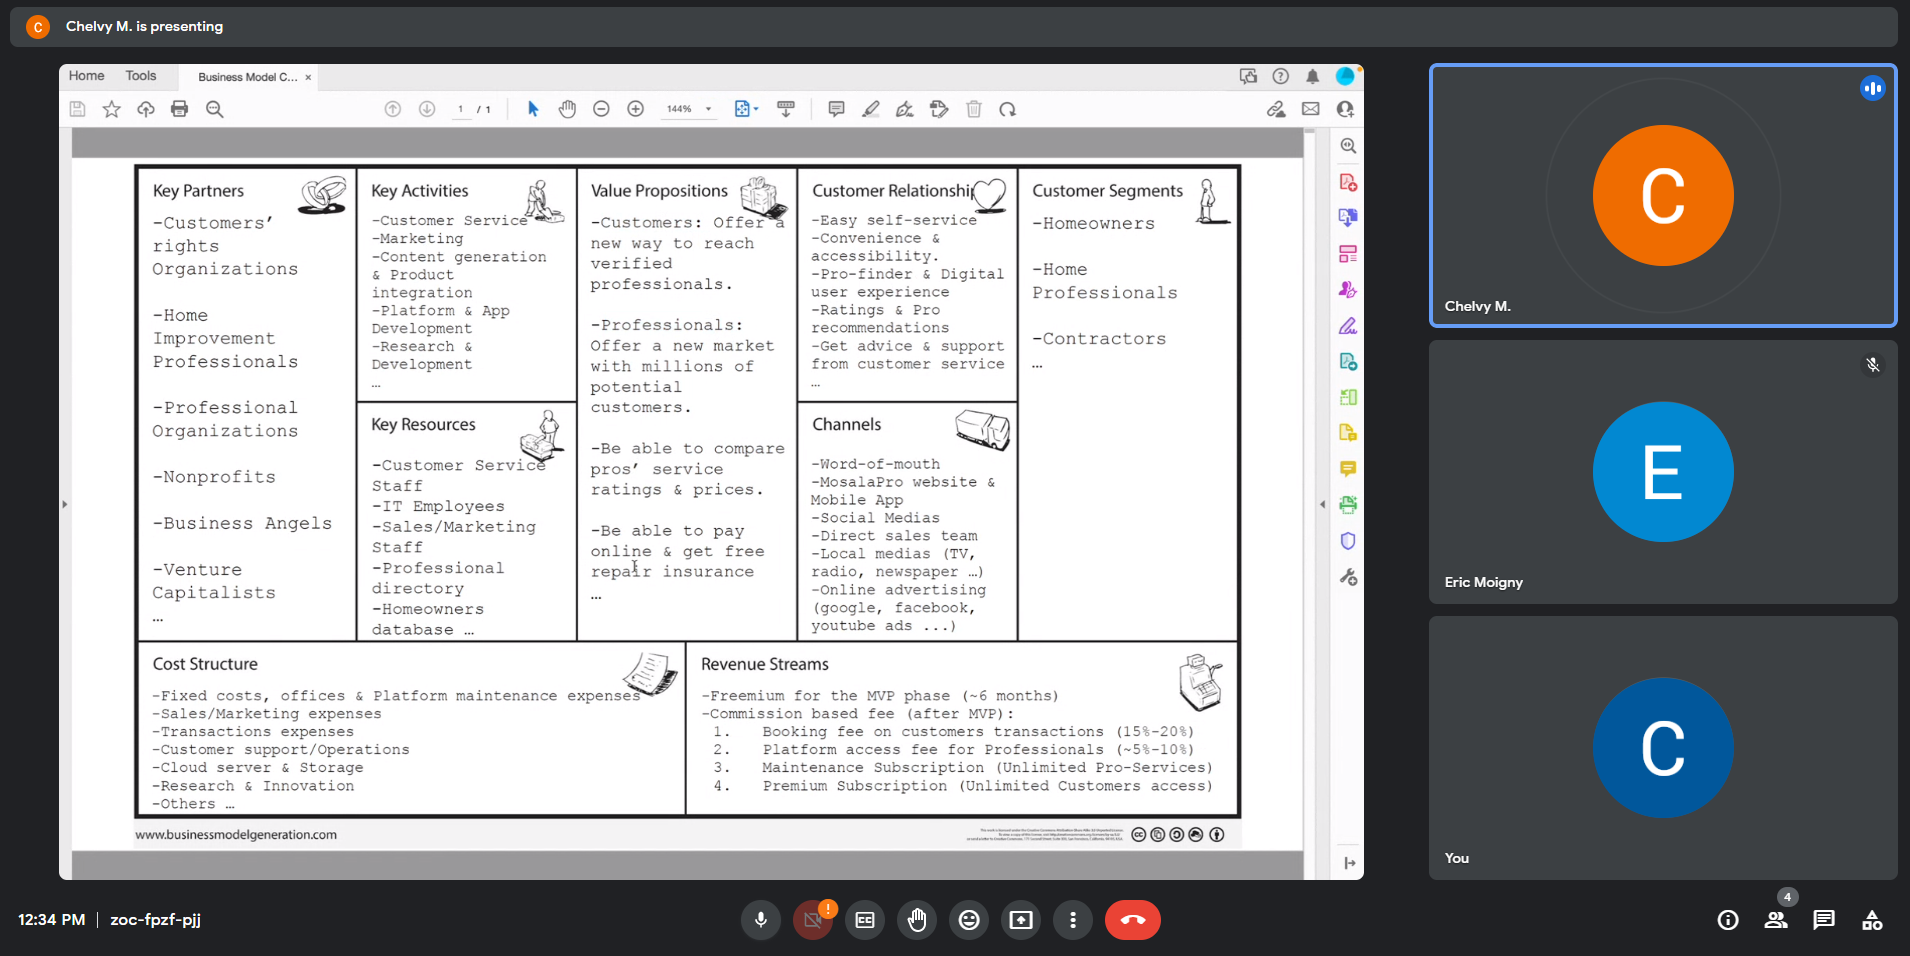 C
Chelvy M. is presenting
Home
Tools
Business Model C...
1 / 1
144%
Key Partners
-Customers'
rights
Organizations
-Home
Improvement
Professionals
-Professional
Organizations
-Nonprofits
-Business Angels
-Venture
Capitalists
…
Key Activities
-Customer Service
-Marketing
-Content generation
& Product
integration
-Platform & App
Development
-Research &
Development
…
Key Resources
-Customer Service
Staff
-IT Employees
-Sales/Marketing
Staff
-Professional
directory
-Homeowners
database …
Value Propositions
-Customers: Offer a
new way to reach
verified
professionals.
-Professionals:
Offer a new market
with millions of
potential
customers.
-Be able to compare
pros' service
ratings & prices.
-Be able to pay
online & get free
repair insurance
…
Customer Relationship
-Easy self-service
-Convenience &
accessibility.
-Pro-finder & Digital
user experience
-Ratings & Pro
recommendations
-Get advice & support
from customer service
…
Channels
-Word-of-mouth
-MosalaPro website &
Mobile App
-Social Medias
-Direct sales team
-Local medias (TV,
radio, newspaper …)
-Online advertising
(google, facebook,
youtube ads ...)
Customer Segments
-Homeowners
-Home
Professionals
-Contractors
…
Cost Structure
-Fixed costs, offices & Platform maintenance expenses
-Sales/Marketing expenses
-Transactions expenses
-Customer support/Operations
-Cloud server & Storage
-Research & Innovation
-Others …
Revenue Streams
-Freemium for the MVP phase (~6 months)
-Commission based fee (after MVP):
1. Booking fee on customers transactions (15%-20%)
2. Platform access fee for Professionals (~5%-10%)
3. Maintenance Subscription (Unlimited Pro-Services)
4. Premium Subscription (Unlimited Customers access)
www.businessmodelgeneration.com
C
Chelvy M.
E
Eric Moigny
C
You
12:34 PM | zoc-fpzf-pjj
4